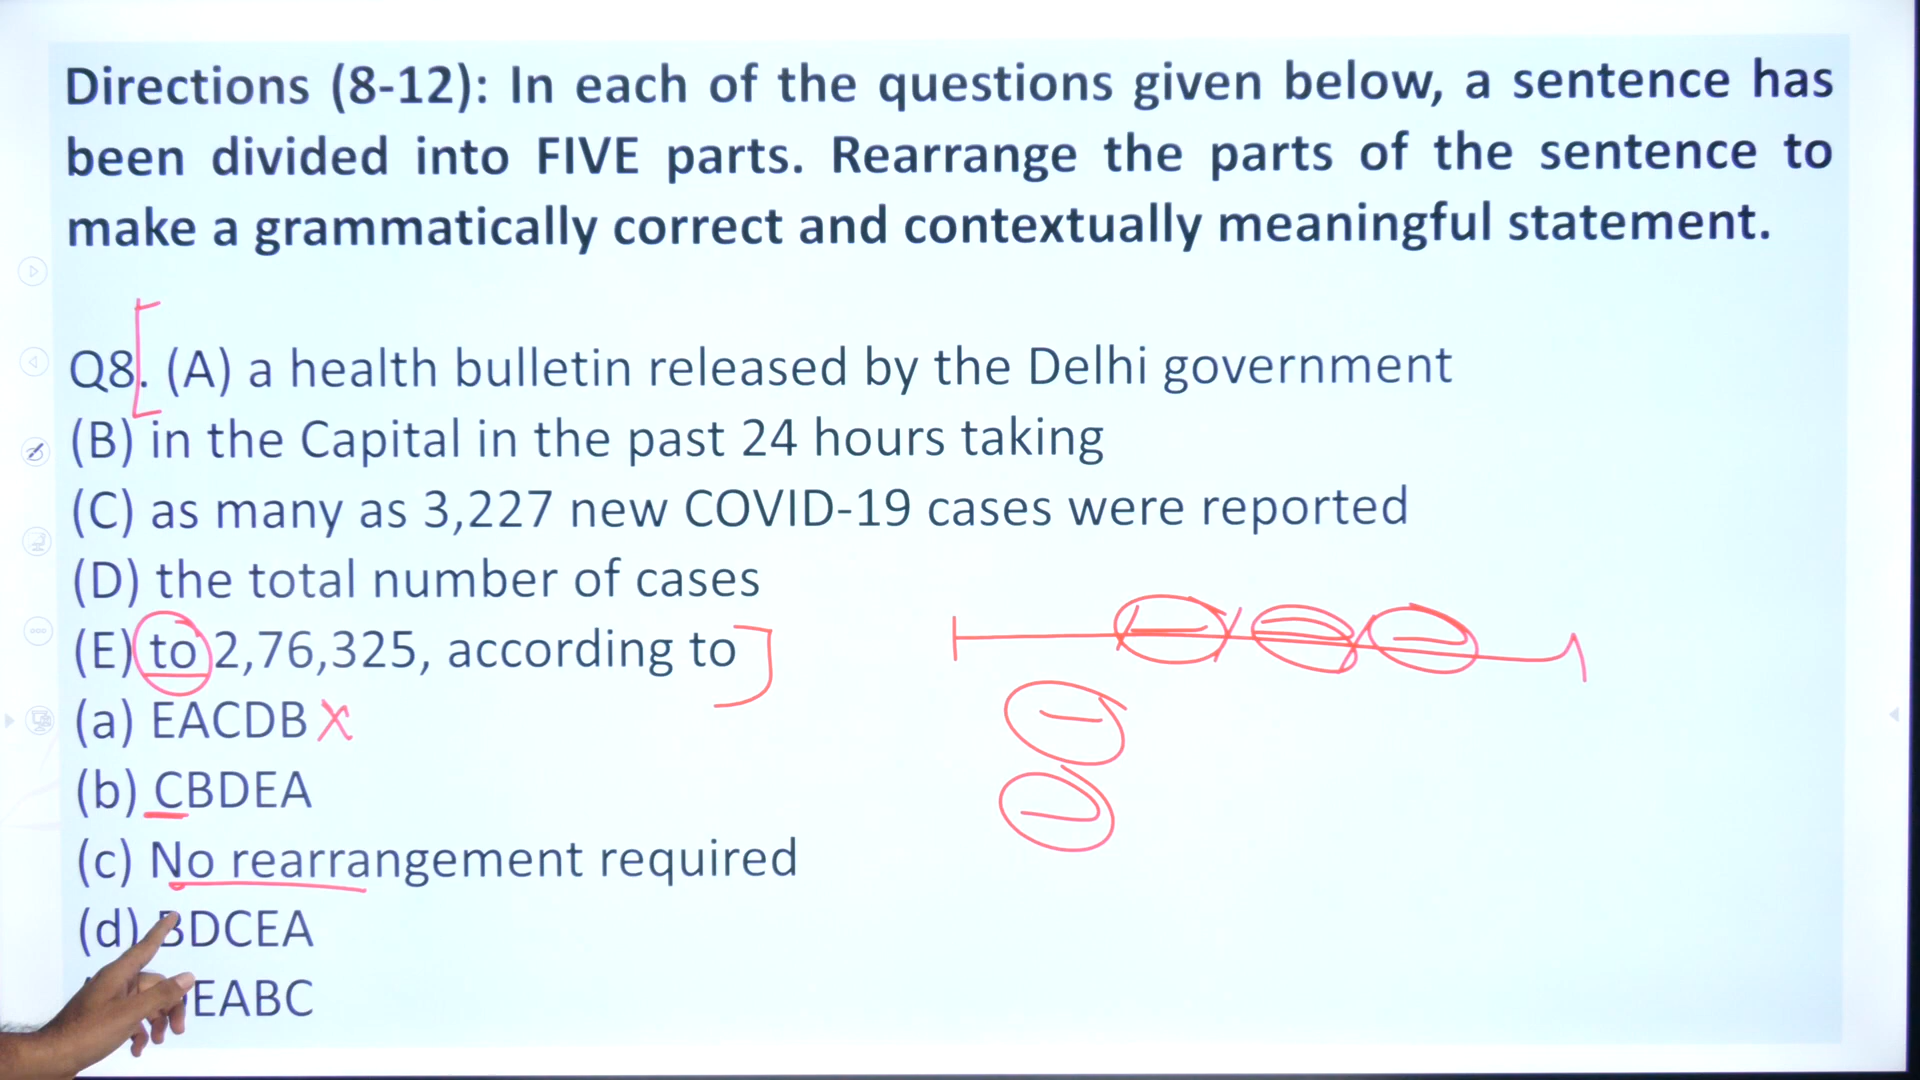 Directions (8-12): In each of the questions given below, a sentence has
been divided into FIVE parts. Rearrange the parts of the sentence to
make a grammatically correct and contextually meaningful statement.
Q8. (A) a health bulletin released by the Delhi government
(B) in the Capital in the past 24 hours taking
(C) as many as 3,227 new COVID-19 cases were reported
(D) the total number of cases
(E) to 2,76,325, according to
(a) EACDB X
(b) CBDEA
(c) No rearrangement required
(d) BDCEA
EABC